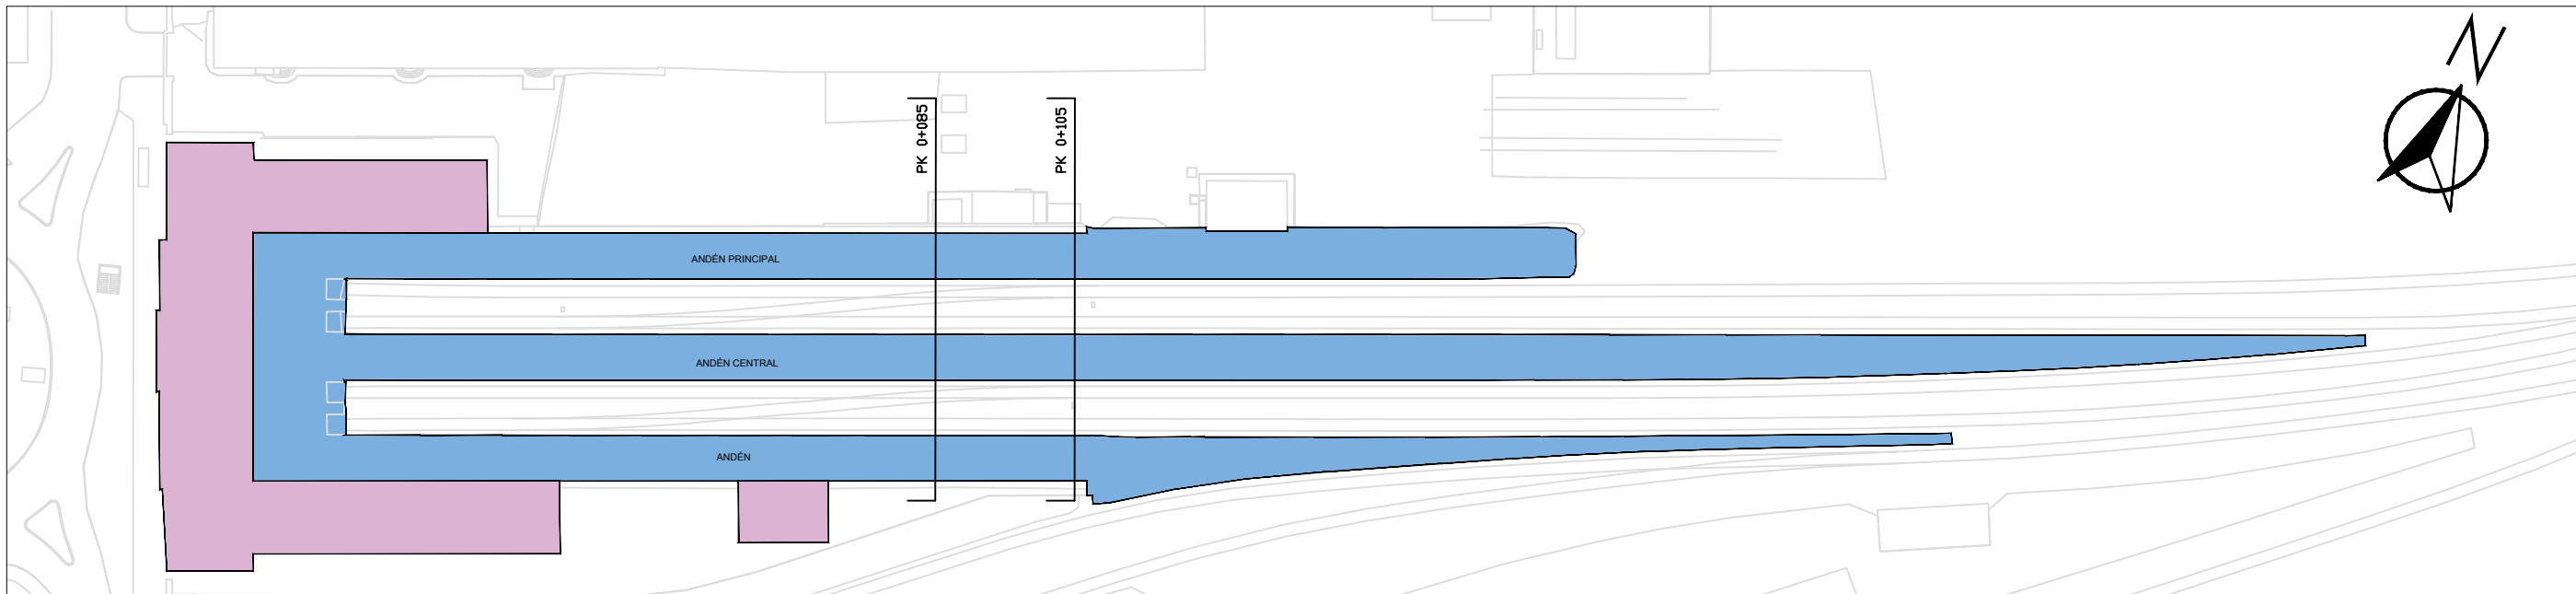 N
PK 0+085
PK 0+105
ANDÉN PRINCIPAL
ANDÉN CENTRAL
ANDÉN